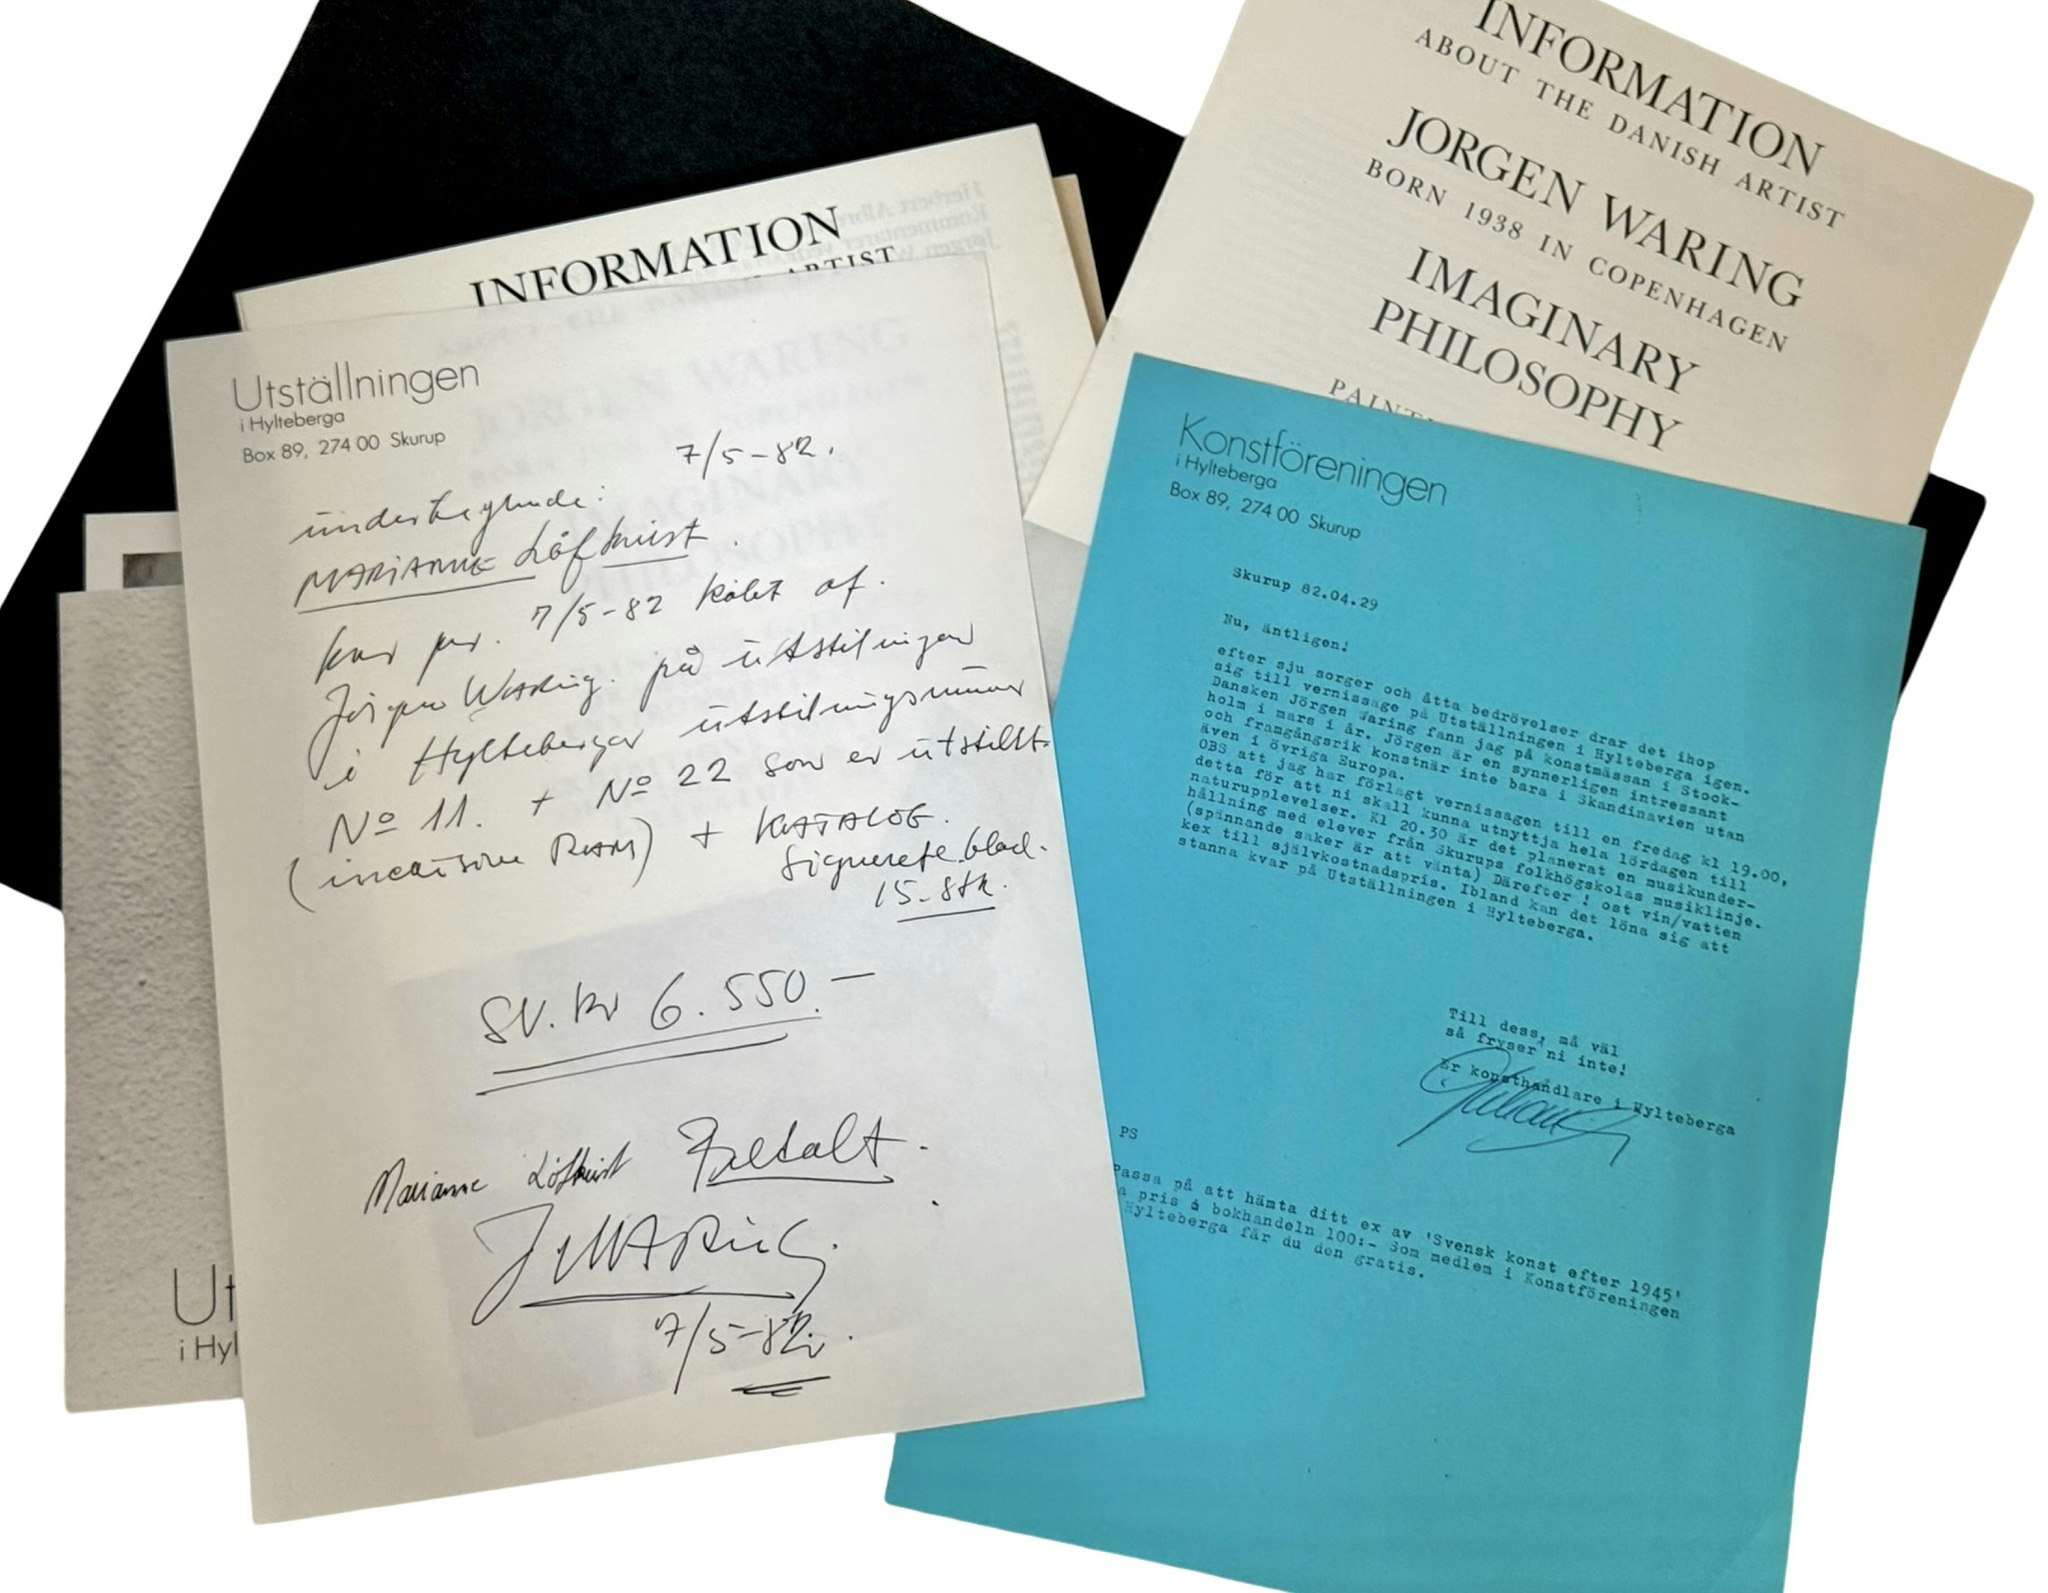 INFORMATION
ABOUT THE DANISH ARTIST
JORGEN WARING
BORN 1938 IN COPENHAGEN
IMAGINARY
PHILOSOPHY
INFORMATION
ARTIST
Utställningen
i Hylteberga
Box 89, 274 00 Skurup
7/5-82.
MARIANNE Löfkvist.
har pr. 7/5-82 købt af.
Jörgen Waring. på utstilningen
i Hylteberga utstilningsnummer
No 11. + No 22 som er utstillt.
(inclusive Ram) + KATALOG.
Signerete blad.
15-Stk.
SV. kr 6.550.-
Marianne Löfkvist Betalt.
J. WARING.
7/5-82.
Konstföreningen
i Hylteberga
Box 89, 274 00 Skurup
Skurup 82.04.29
Nu, äntligen!
efter sju sorger och åtta bedrövelser drar det ihop
sig till vernissage på Utställningen i Hylteberga igen.
Dansken Jörgen Waring fann jag på konstmässan i Stock-
holm i mars i år. Jörgen är en synnerligen intressant
och framgångsrik konstnär inte bara i Skandinavien utan
även i övriga Europa.
OBS att jag har förlagt vernissagen till en fredag kl 19.00,
detta för att ni skall kunna utnyttja hela lördagen till
naturupplevelser. Kl 20.30 är det planerat en musikunder-
hållning med elever från Skurups folkhögskolas musiklinje.
(spännande saker är att vänta) Därefter ! ost vin/vatten
kex till självkostnadspris. Ibland kan det löna sig att
stanna kvar på Utställningen i Hylteberga.
Till dess, må väl
så fryser ni inte!
Er konsthandlare i Hylteberga
PS
Passa på att hämta ditt ex av 'Svensk konst efter 1945'
pris i bokhandeln 100:- Som medlem i Konstföreningen
Hylteberga får du den gratis.
Ut
i Hyl